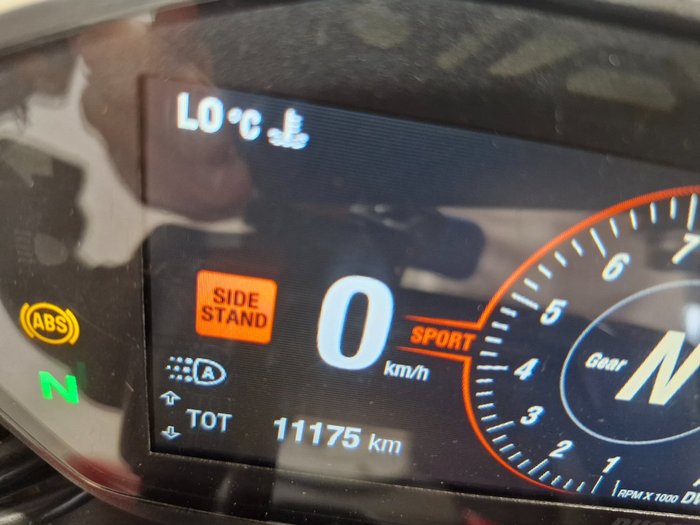 LO °C
SIDE
STAND
0
km/h
SPORT
ABS
N
A
TOT
11175 km
7
6
5
4
3
2
1
Gear
N
RPM X 1000